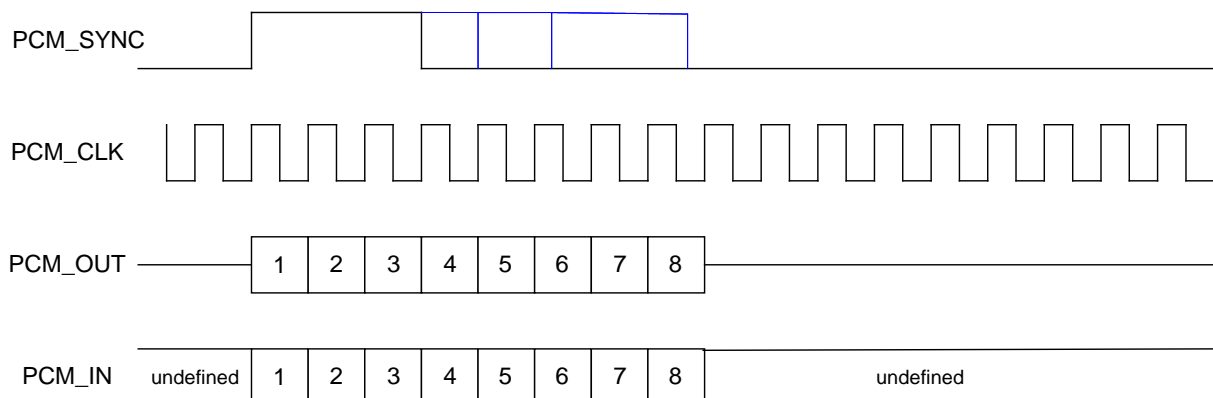 PCM_SYNC
PCM_CLK
PCM_OUT 1 2 3 4 5 6 7 8
PCM_IN undefined 1 2 3 4 5 6 7 8 undefined